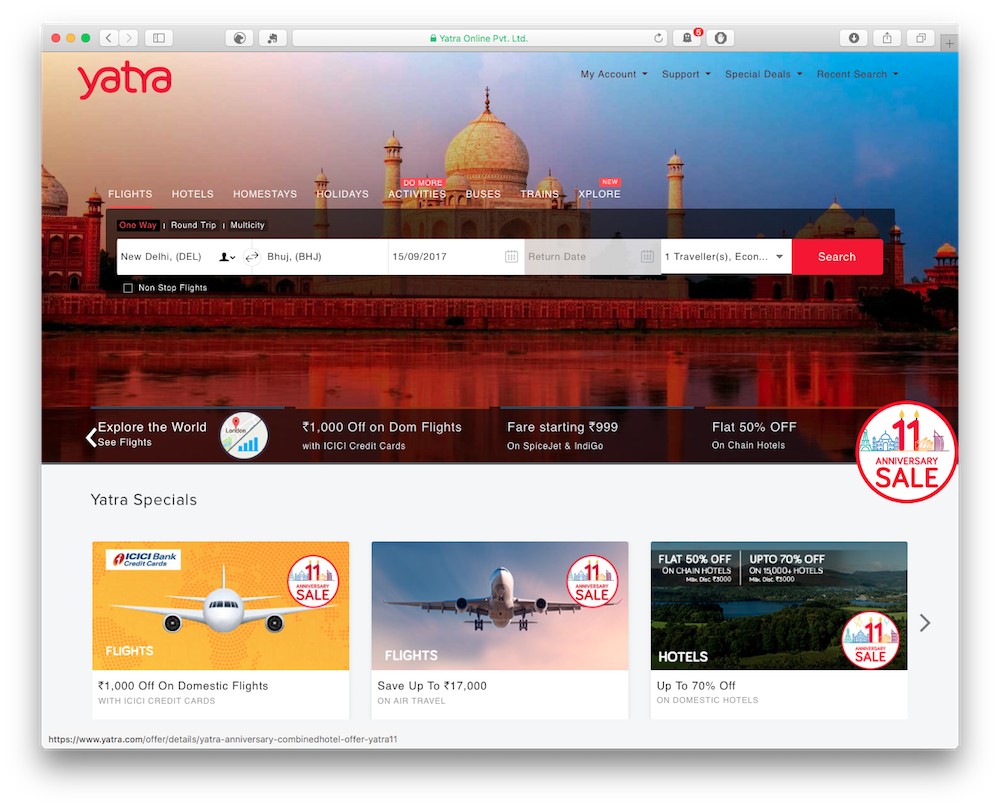 Yatra Online Pvt. Ltd.
5
yatra
My Account Support Special Deals Recent Search
DO MORE NEW
FLIGHTS HOTELS HOMESTAYS HOLIDAYS ACTIVITIES BUSES TRAINS XPLORE
One Way | Round Trip | Multicity
New Delhi, (DEL) Bhuj, (BHJ) 15/09/2017 Return Date 1 Traveller(s), Econ... Search
Non Stop Flights
Explore the World
See Flights
London
₹1,000 Off on Dom Flights
with ICICI Credit Cards
Fare starting ₹999
On SpiceJet & IndiGo
Flat 50% OFF
On Chain Hotels
11
ANNIVERSARY
SALE
Yatra Specials
ICICI Bank
Credit Cards
11
ANNIVERSARY
SALE
FLIGHTS
₹1,000 Off On Domestic Flights
WITH ICICI CREDIT CARDS
11
ANNIVERSARY
SALE
FLIGHTS
Save Up To ₹17,000
ON AIR TRAVEL
FLAT 50% OFF
ON CHAIN HOTELS
Max. Disc. ₹3000
UPTO 70% OFF
ON 15,000+ HOTELS
Max. Disc. ₹3000
11
ANNIVERSARY
SALE
HOTELS
Up To 70% Off
ON DOMESTIC HOTELS
https://www.yatra.com/offer/details/yatra-anniversary-combinedhotel-offer-yatra11